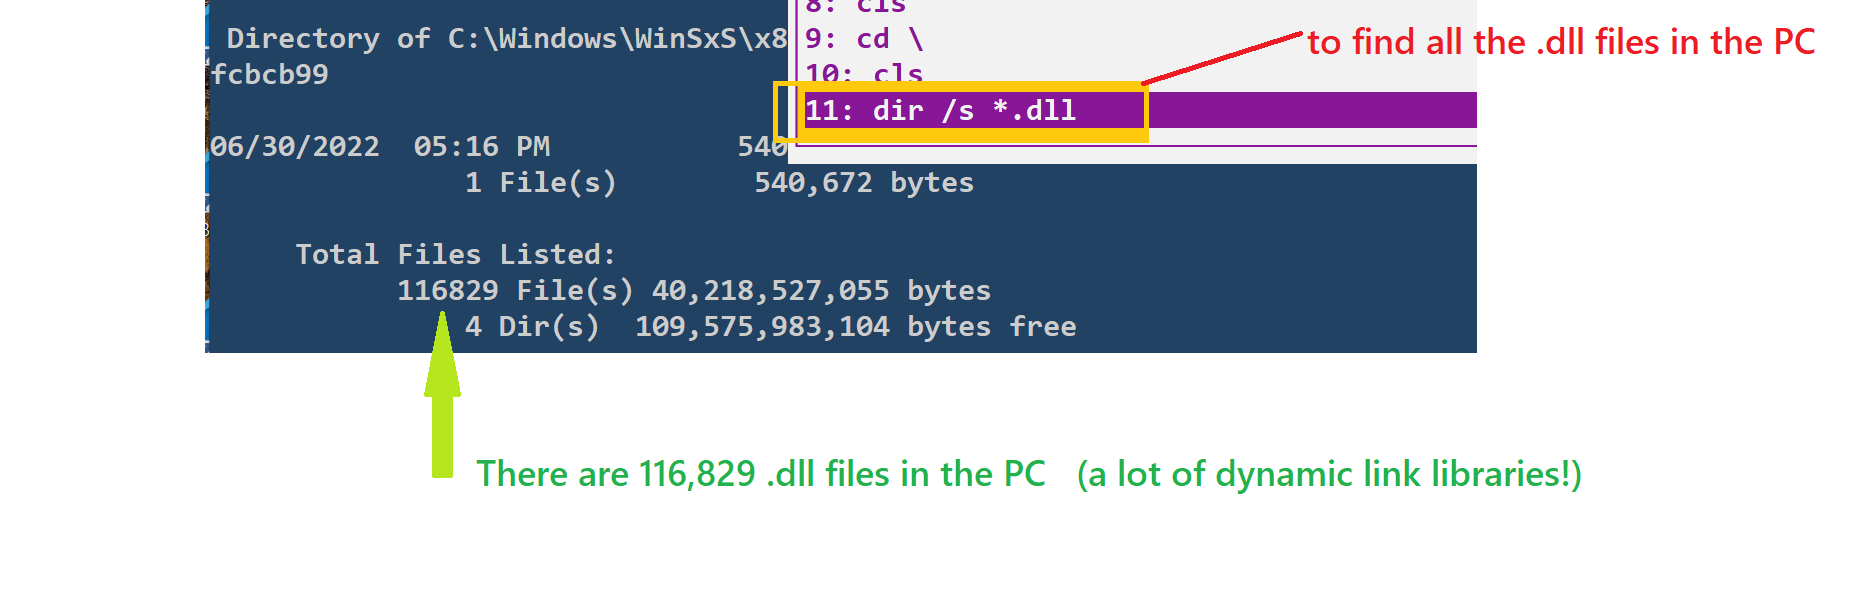 8: cls
Directory of C:\Windows\WinSxS\x8
9: cd \
to find all the .dll files in the PC
fcbcb99
10: cls
11: dir /s *.dll
06/30/2022  05:16 PM           540
1 File(s)        540,672 bytes
Total Files Listed:
116829 File(s) 40,218,527,055 bytes
4 Dir(s)  109,575,983,104 bytes free
There are 116,829 .dll files in the PC   (a lot of dynamic link libraries!)